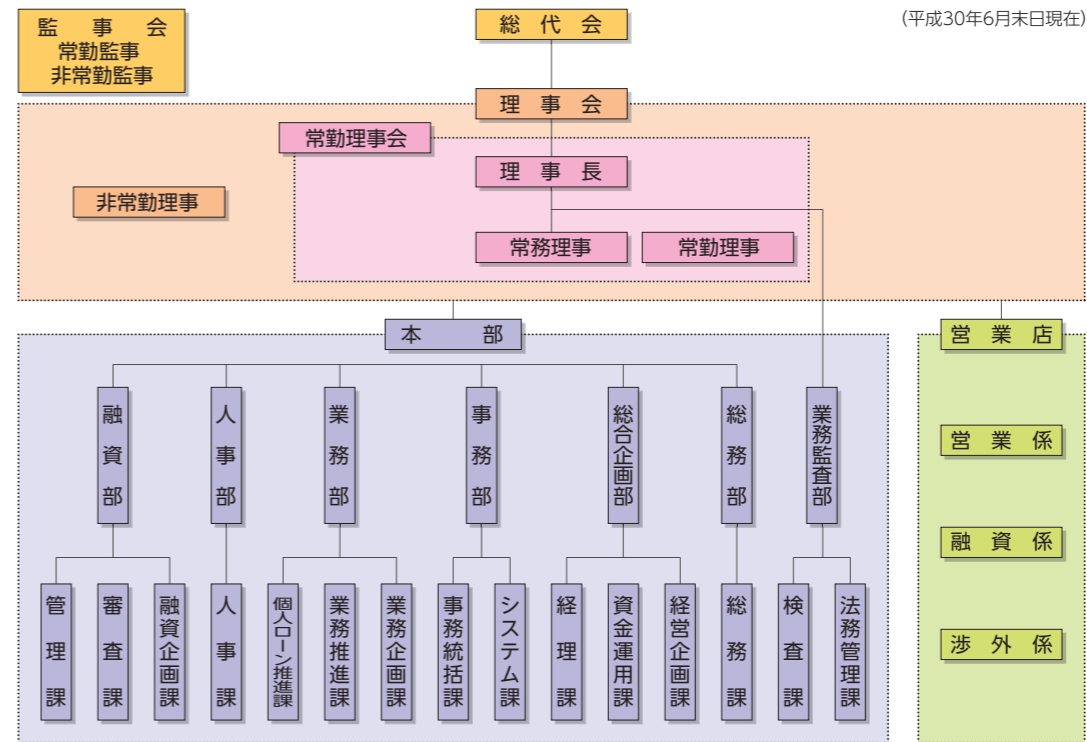 (平成30年6月末日現在)
監事会
常勤監事
非常勤監事
総代会
理事会
常勤理事会
理事長
非常勤理事
常務理事
常勤理事
本部
営業店
融資部
人事部
業務部
事務部
総合企画部
総務部
業務監査部
営業係
融資係
渉外係
管理課
審査課
融資企画課
人事課
個人ローン推進課
業務推進課
業務企画課
事務統括課
システム課
経理課
資金運用課
経営企画課
総務課
検査課
法務管理課